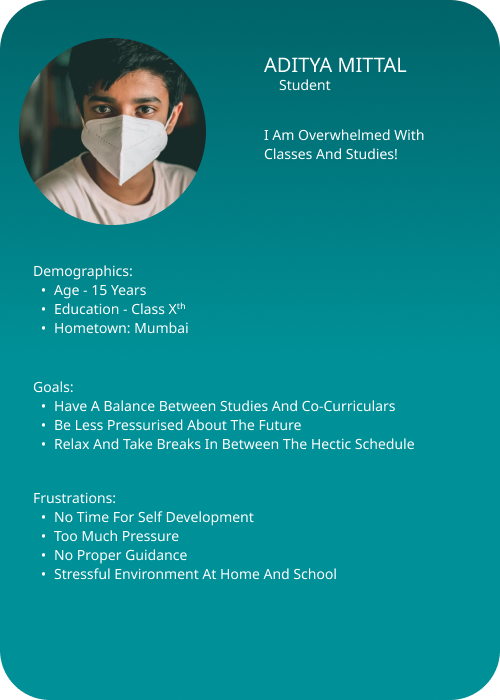 ADITYA MITTAL
Student
I Am Overwhelmed With
Classes And Studies!
Demographics:
• Age - 15 Years
• Education - Class Xᵗʰ
• Hometown: Mumbai
Goals:
• Have A Balance Between Studies And Co-Curriculars
• Be Less Pressurised About The Future
• Relax And Take Breaks In Between The Hectic Schedule
Frustrations:
• No Time For Self Development
• Too Much Pressure
• No Proper Guidance
• Stressful Environment At Home And School